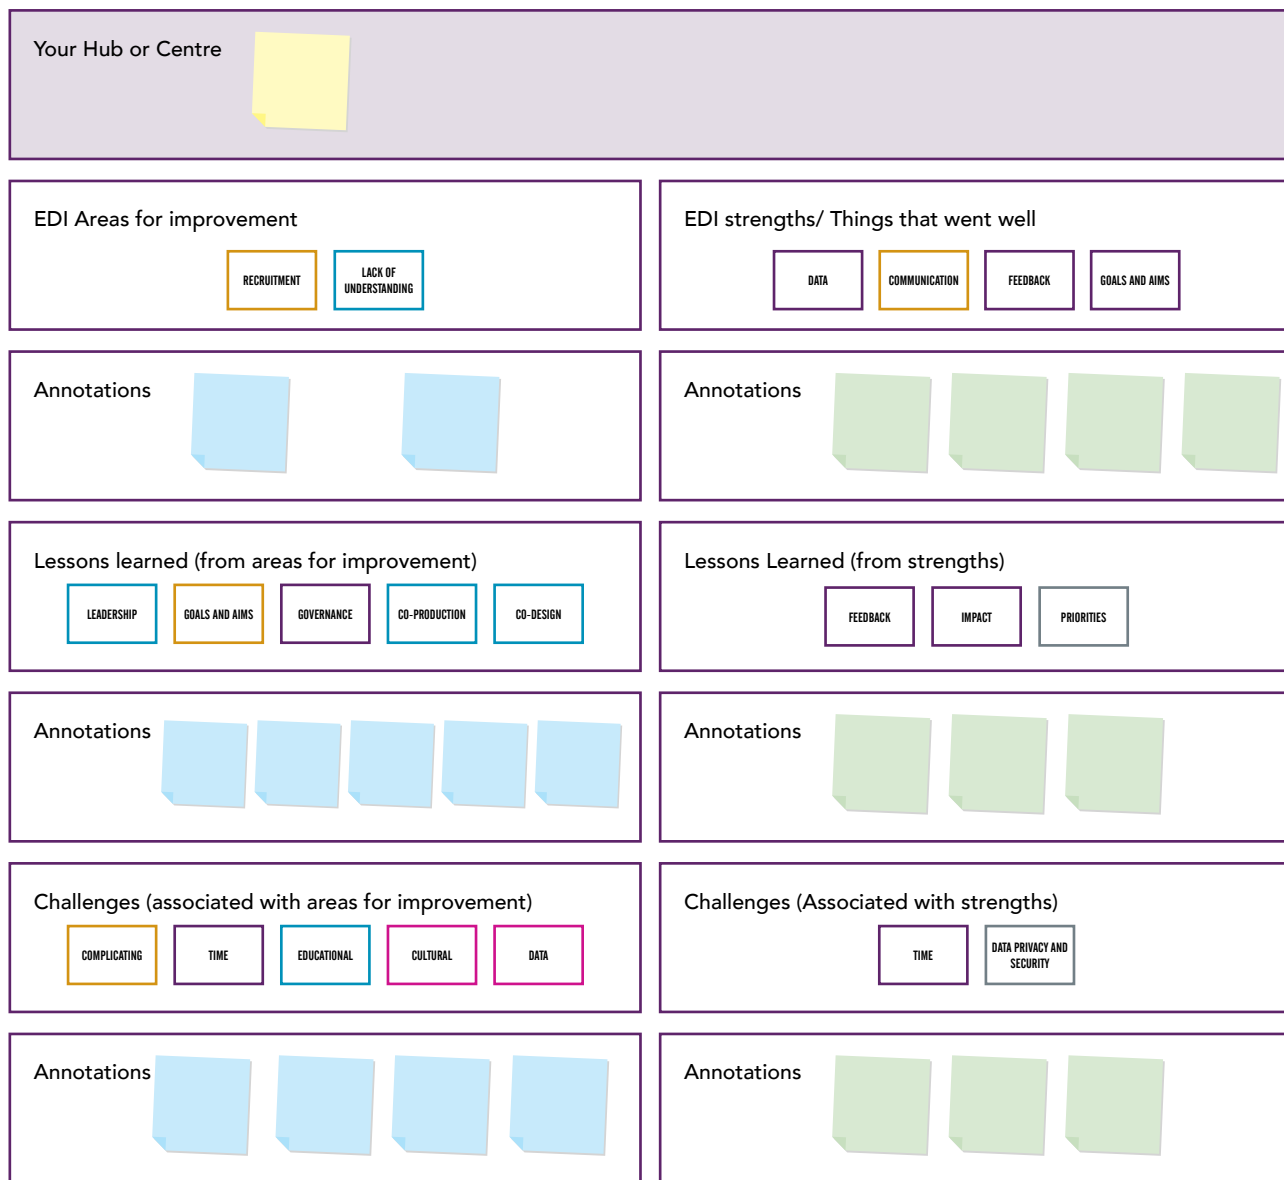 Your Hub or Centre
EDI Areas for improvement
RECRUITMENT
LACK OF
UNDERSTANDING
EDI strengths/ Things that went well
DATA
COMMUNICATION
FEEDBACK
GOALS AND AIMS
Annotations
Annotations
Lessons learned (from areas for improvement)
LEADERSHIP
GOALS AND AIMS
GOVERNANCE
CO-PRODUCTION
CO-DESIGN
Lessons Learned (from strengths)
FEEDBACK
IMPACT
PRIORITIES
Annotations
Annotations
Challenges (associated with areas for improvement)
COMPLICATING
TIME
EDUCATIONAL
CULTURAL
DATA
Challenges (Associated with strengths)
TIME
DATA PRIVACY AND
SECURITY
Annotations
Annotations